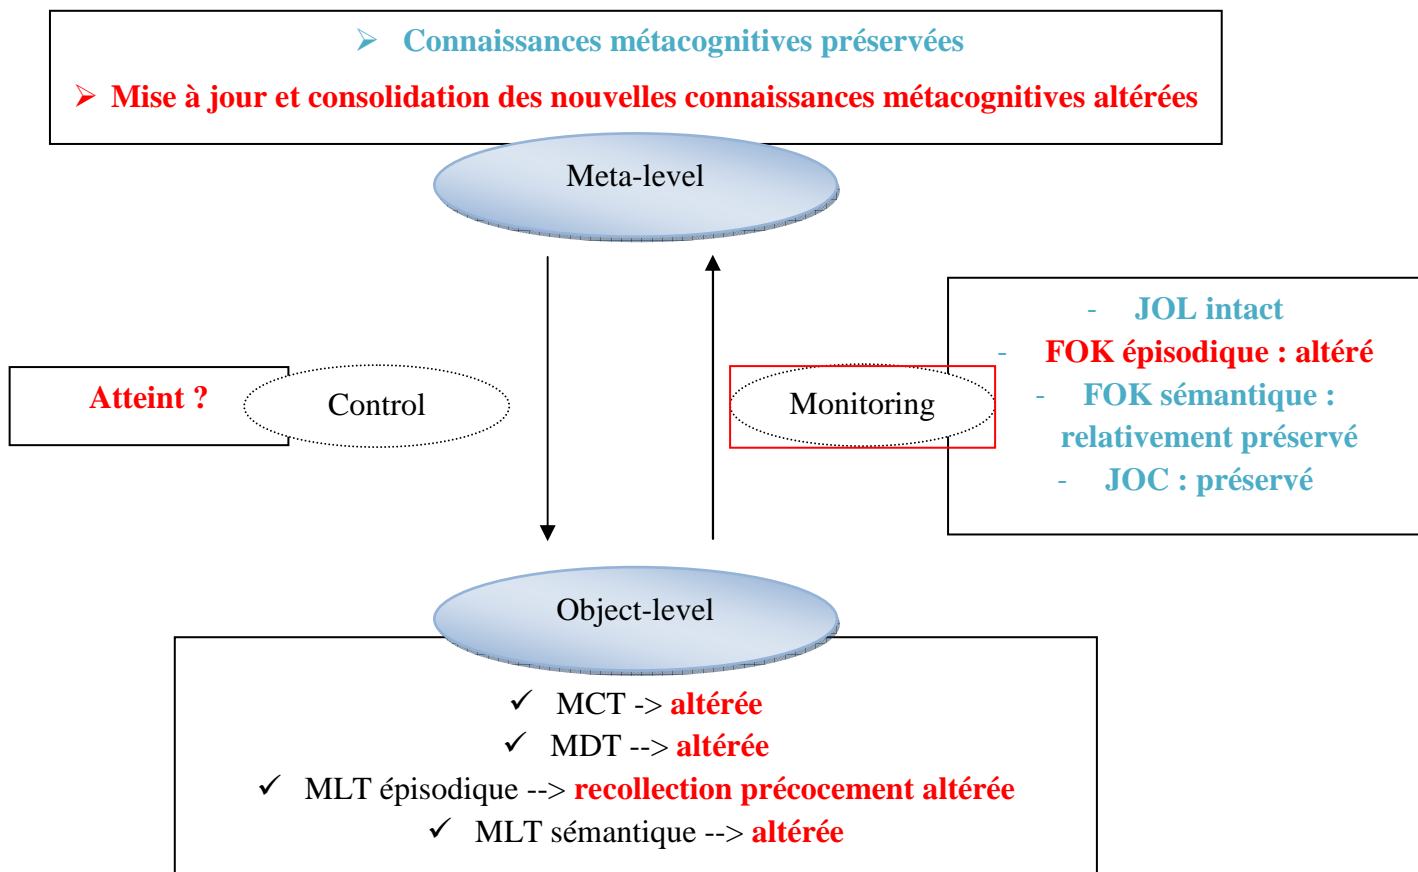 ➢ Connaissances métacognitives préservées
➢ Mise à jour et consolidation des nouvelles connaissances métacognitives altérées
Meta-level
Atteint ?
Control
Monitoring
- JOL intact
- FOK épisodique : altéré
- FOK sémantique :
relativement préservé
- JOC : préservé
Object-level
✓ MCT -> altérée
✓ MDT --> altérée
✓ MLT épisodique --> recollection précocement altérée
✓ MLT sémantique --> altérée